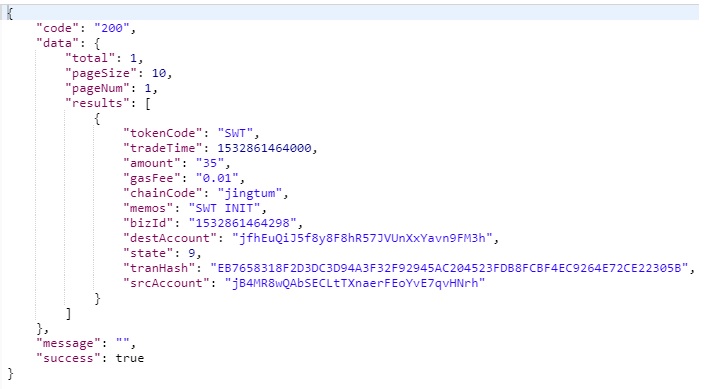 {
"code": "200",
"data": {
"total": 1,
"pageSize": 10,
"pageNum": 1,
"results": [
{
"tokenCode": "SWT",
"tradeTime": 1532861464000,
"amount": "35",
"gasFee": "0.01",
"chainCode": "jingtum",
"memos": "SWT INIT",
"bizId": "1532861464298",
"destAccount": "jfhEuQiJ5f8y8F8hR57JVUnXxYavn9FM3h",
"state": 9,
"tranHash": "EB7658318F2D3DC3D94A3F32F92945AC204523FDB8FCBF4EC9264E72CE22305B",
"srcAccount": "jB4MR8wQAbSECLtTXnaerFEoYvE7qvHNrh"
}
]
},
"message": "",
"success": true
}